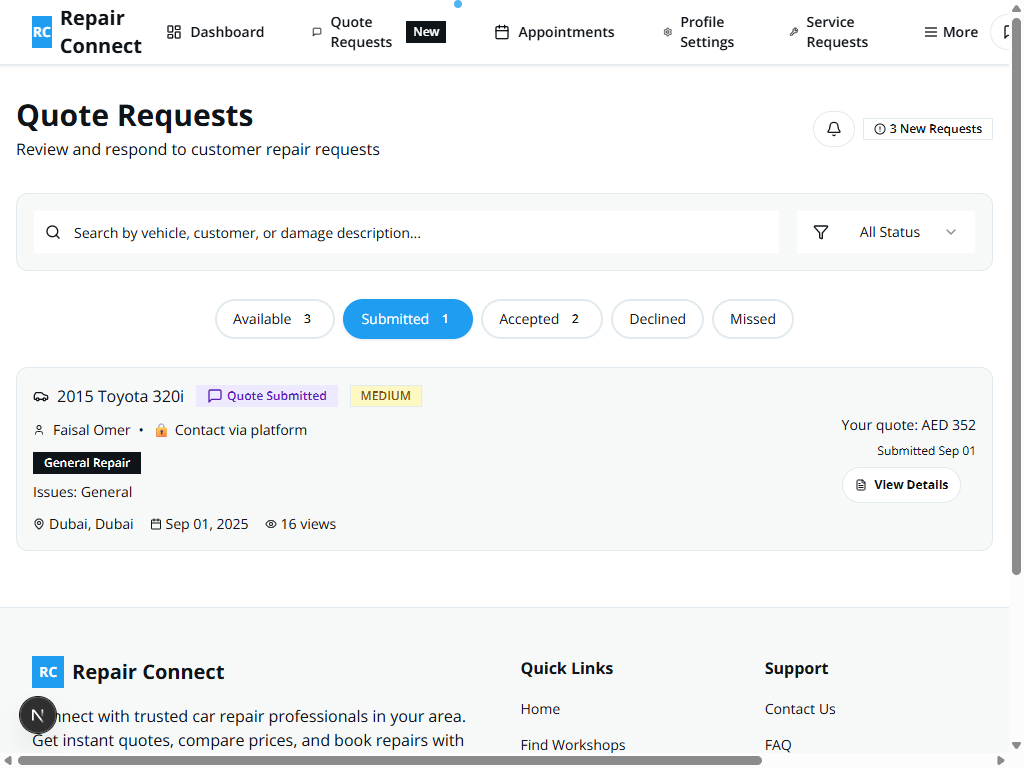 RC
Repair
Connect
Dashboard
Quote
Requests
New
Appointments
Profile
Settings
Service
Requests
More
Quote Requests
Review and respond to customer repair requests
3 New Requests
Search by vehicle, customer, or damage description...
All Status
Available 3
Submitted 1
Accepted 2
Declined
Missed
2015 Toyota 320i
Quote Submitted
MEDIUM
Faisal Omer • Contact via platform
General Repair
Issues: General
Dubai, Dubai
Sep 01, 2025
16 views
Your quote: AED 352
Submitted Sep 01
View Details
RC Repair Connect
nnect with trusted car repair professionals in your area.
Get instant quotes, compare prices, and book repairs with
N
Quick Links
Home
Find Workshops
Support
Contact Us
FAQ